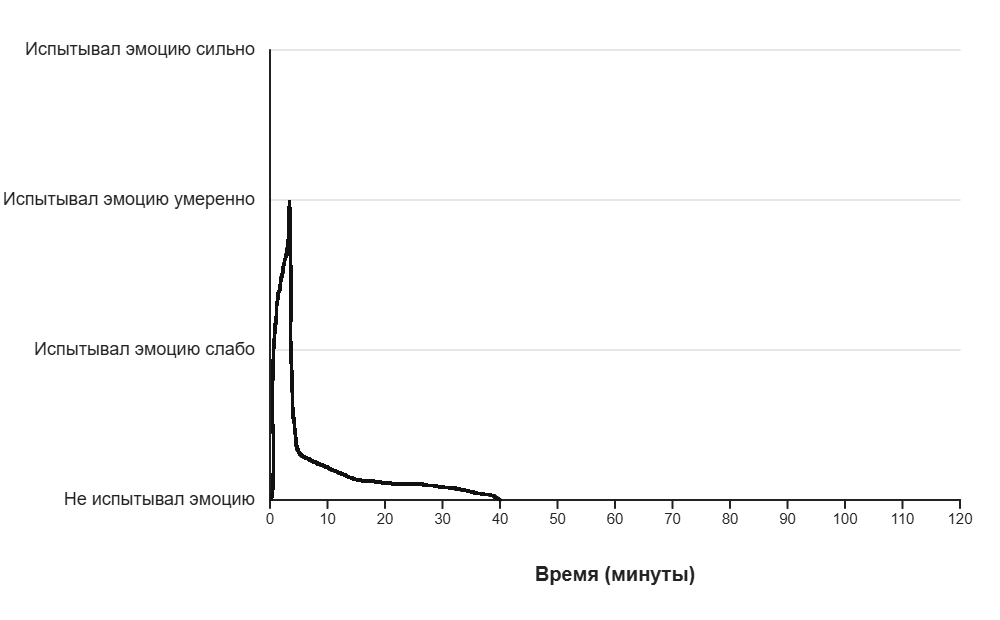 Испытывал эмоцию сильно
Испытывал эмоцию умеренно
Испытывал эмоцию слабо
Не испытывал эмоцию
0 10 20 30 40 50 60 70 80 90 100 110 120
Время (минуты)